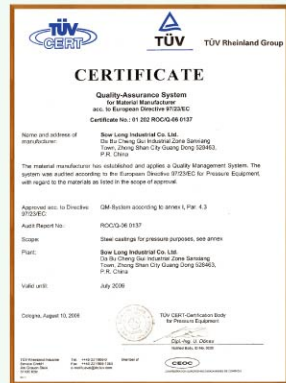 TÜV
CERT
TÜV
TÜV Rheinland Group
CERTIFICATE
Quality-Assurance System
for Material Manufacturer
acc. to European Directive 97/23/EC
Certificate No.: 01 202 ROC/Q-06 0137
Name and address of manufacturer:
Sow Long Industrial Co. Ltd.
Da Bu Cheng Gui Industrial Zone Sanxiang
Town, Zhong Shan City Guang Dong 528463,
P.R. China
The material manufacturer has established and applies a Quality Management System. The
system was audited according to the European Directive 97/23/EC for Pressure Equipment,
with regard to the materials as listed in the scope of approval.
Approved acc. to Directive 97/23/EC:
QM-System according to annex I, Par. 4.3
Audit Report No.: ROC/Q-06 0137
Scope: Steel castings for pressure purposes, see annex
Plant: Sow Long Industrial Co. Ltd.
Da Bu Cheng Gui Industrial Zone Sanxiang
Town, Zhong Shan City Guang Dong 528463,
P.R. China
Valid until: July 2009
Cologne, August 10, 2006
TÜV CERT-Certification Body
for Pressure Equipment
Dipl.-Ing. G. Dönes
CEOC